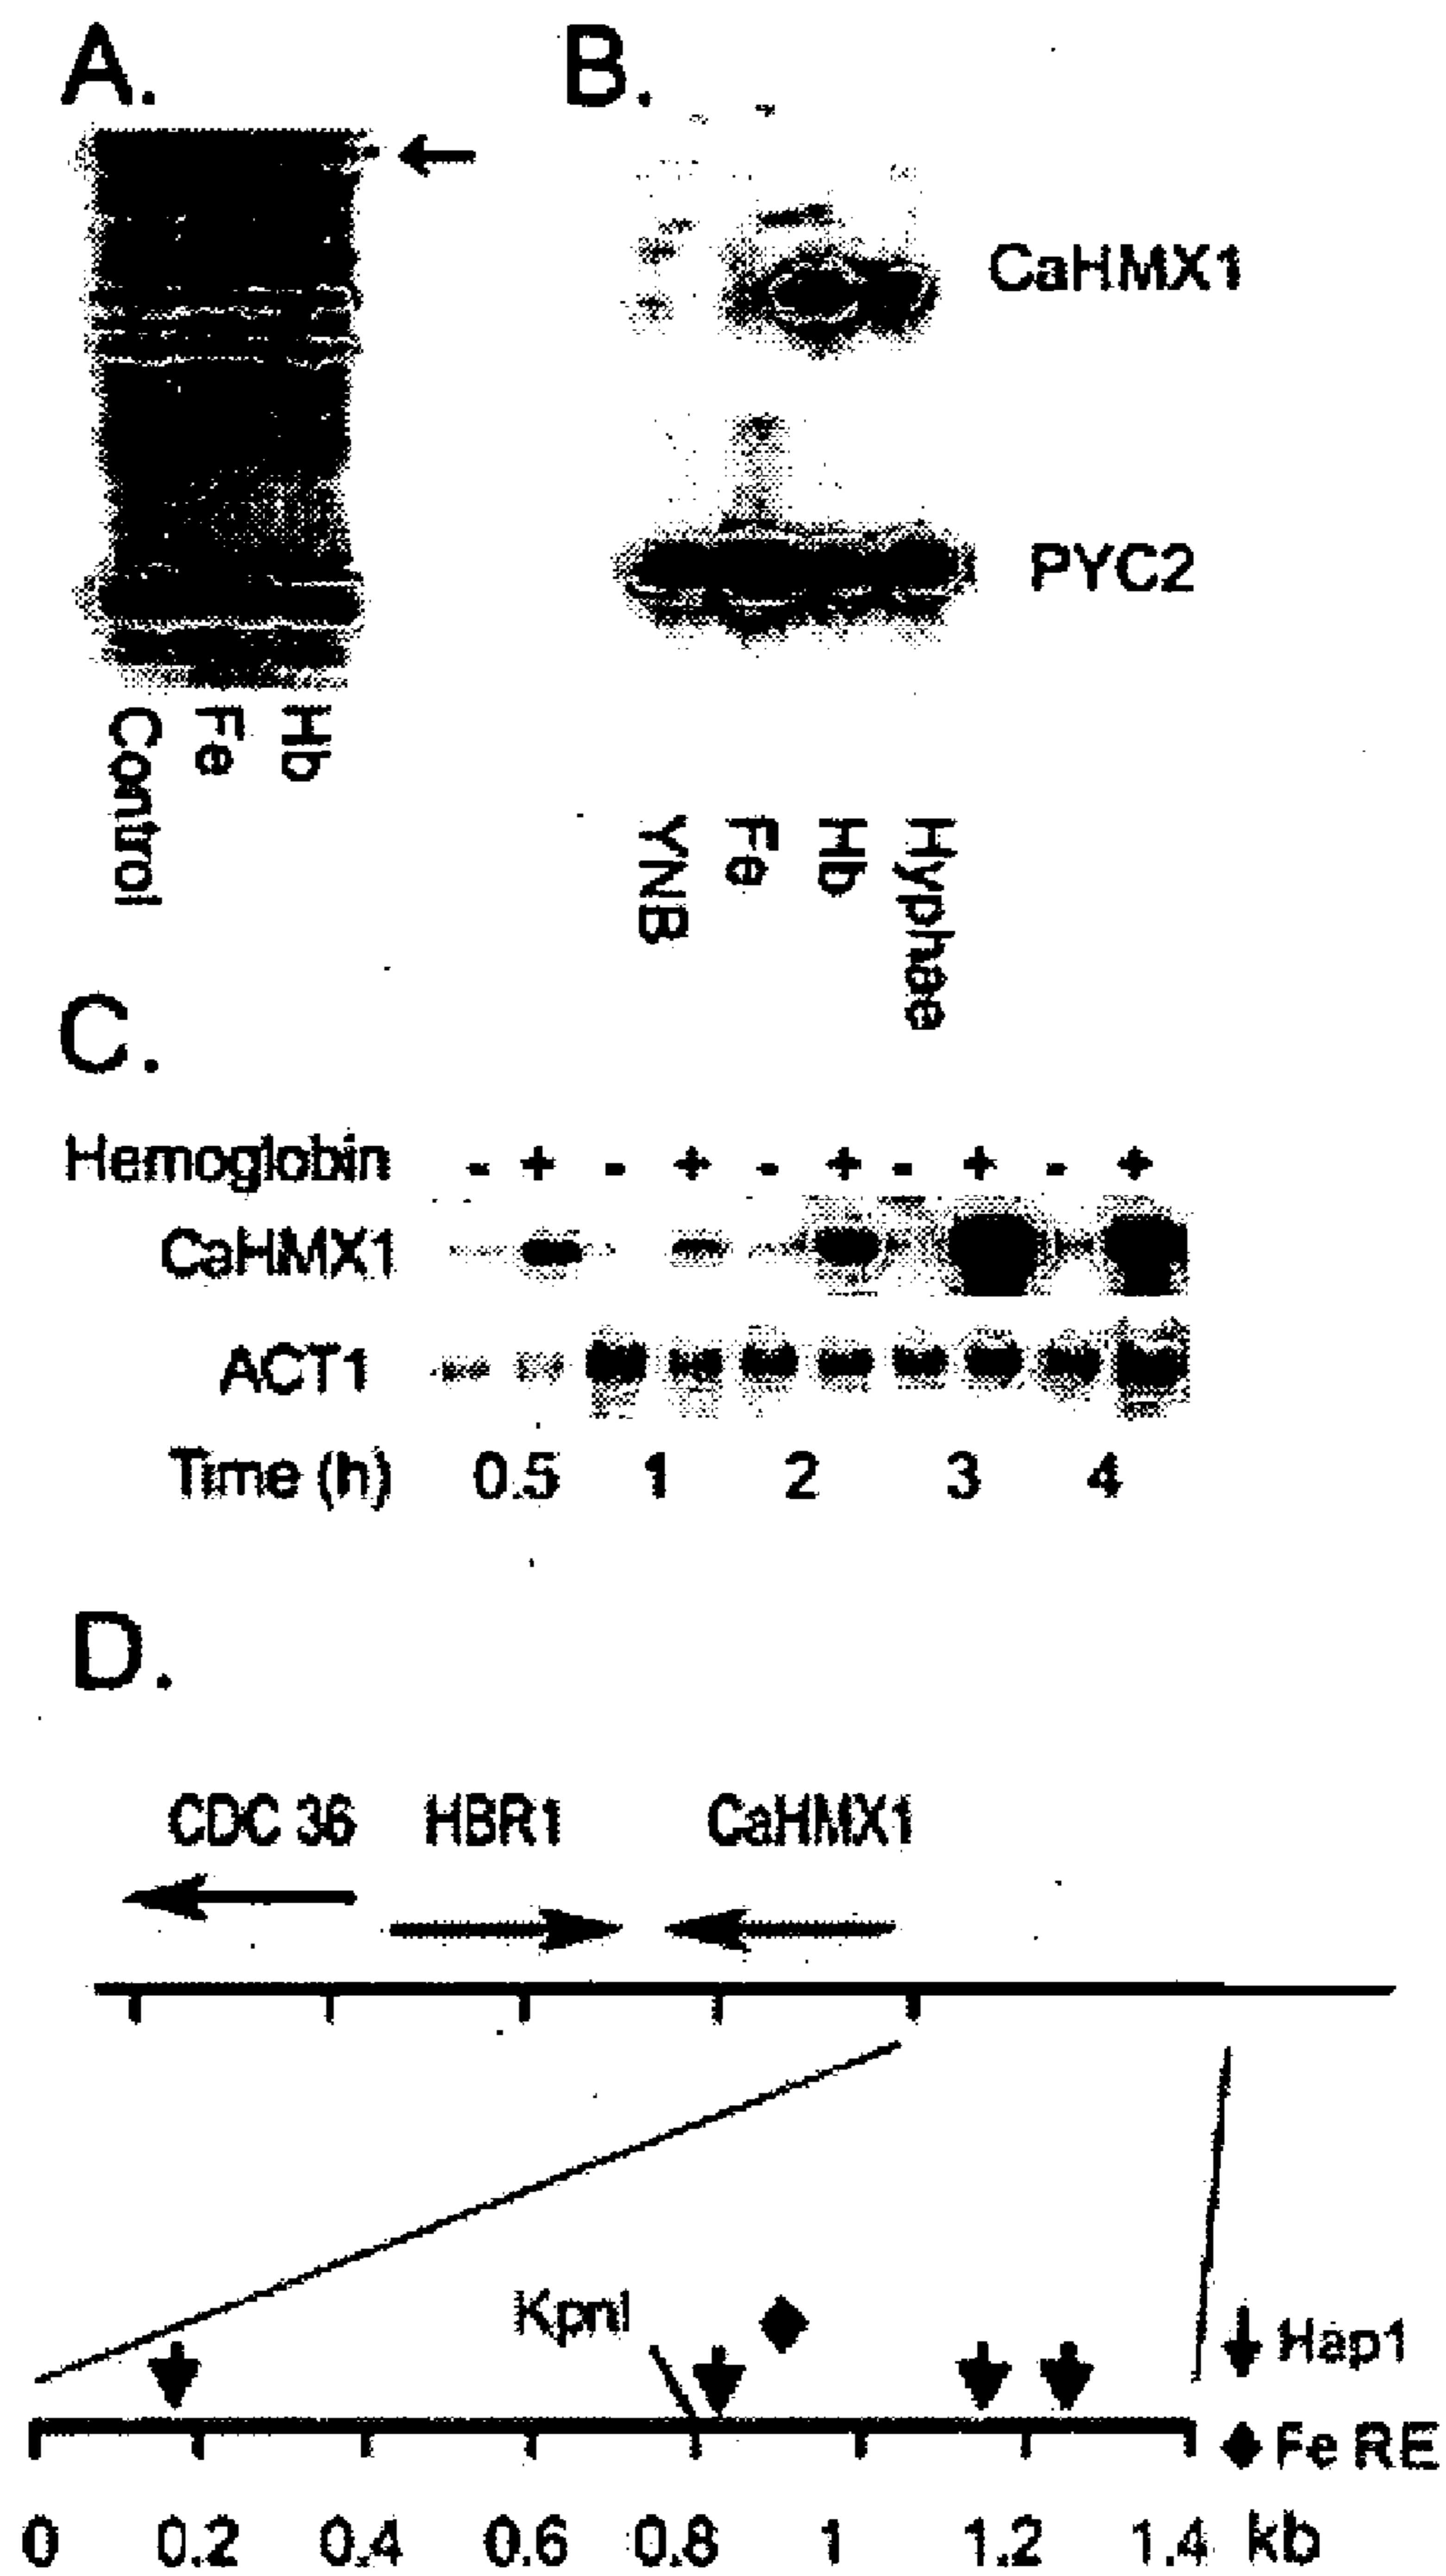 A.
B.
CaHMX1
PYC2
Control
Fe
Hb
YNB
Fe
Hb
Hyphae
C.
Hemoglobin - + - + - + - + - +
CaHMX1
ACT1
Time (h) 0.5 1 2 3 4
D.
CDC 36 HBR1 CaHMX1
KpnI
Hap1
Fe RE
0 0.2 0.4 0.6 0.8 1 1.2 1.4 kb